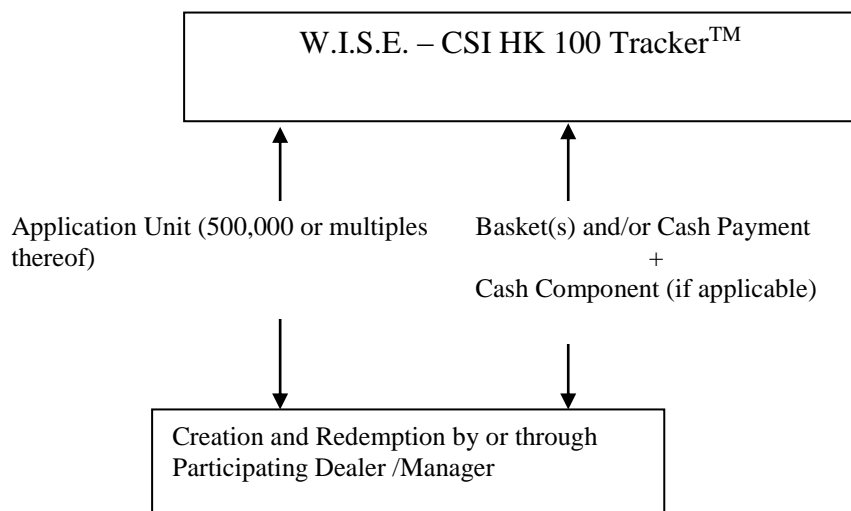 W.I.S.E. – CSI HK 100 Tracker™
Application Unit (500,000 or multiples
thereof)
Basket(s) and/or Cash Payment
+
Cash Component (if applicable)
Creation and Redemption by or through
Participating Dealer /Manager